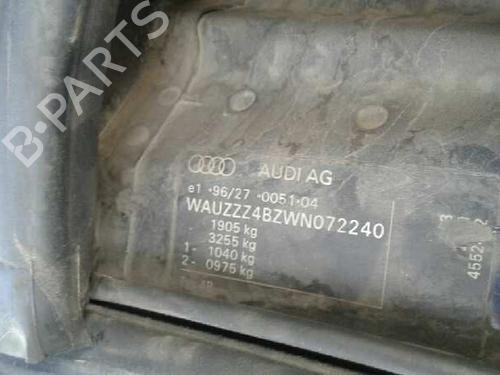 B-PARTS
AUDI AG
e1 *96/27 *0051*04
WAUZZZ4BZWN072240
1905 kg
3255 kg
1- 1040 kg
2- 0975 kg